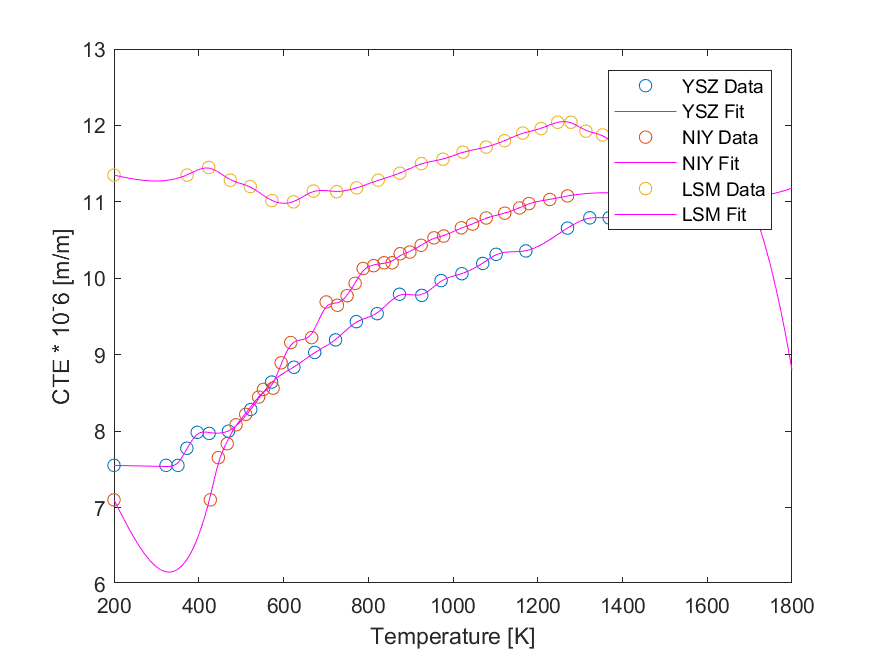 13
12
11
10
9
8
7
6
CTE * 10^-6 [m/m]
200
400
600
800
1000
1200
1400
1600
1800
Temperature [K]
YSZ Data
YSZ Fit
NIY Data
NIY Fit
LSM Data
LSM Fit